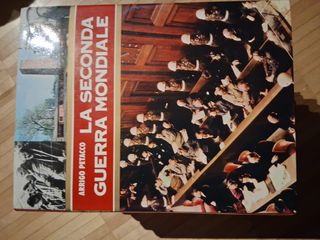 ARRIGO PETACCO
LA SECONDA
GUERRA MONDIALE